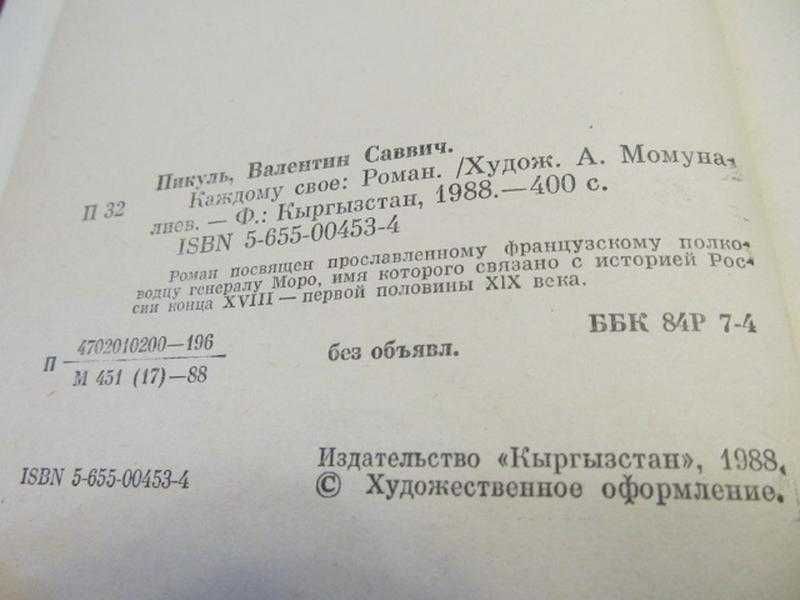 Пикуль, Валентин Саввич.
П 32 Каждому свое: Роман. /Худож. А. Момуна-
лиев. — Ф.: Кыргызстан, 1988.—400 с.
ISBN 5-655-00453-4
Роман посвящен прославленному французскому полко-
водцу генералу Моро, имя которого связано с историей Рос-
сии конца XVIII — первой половины XIX века.
ББК 84Р 7-4
П 4702010200—196
М 451 (17)—88
без объявл.
ISBN 5-655-00453-4
Издательство «Кыргызстан», 1988,
© Художественное оформление.